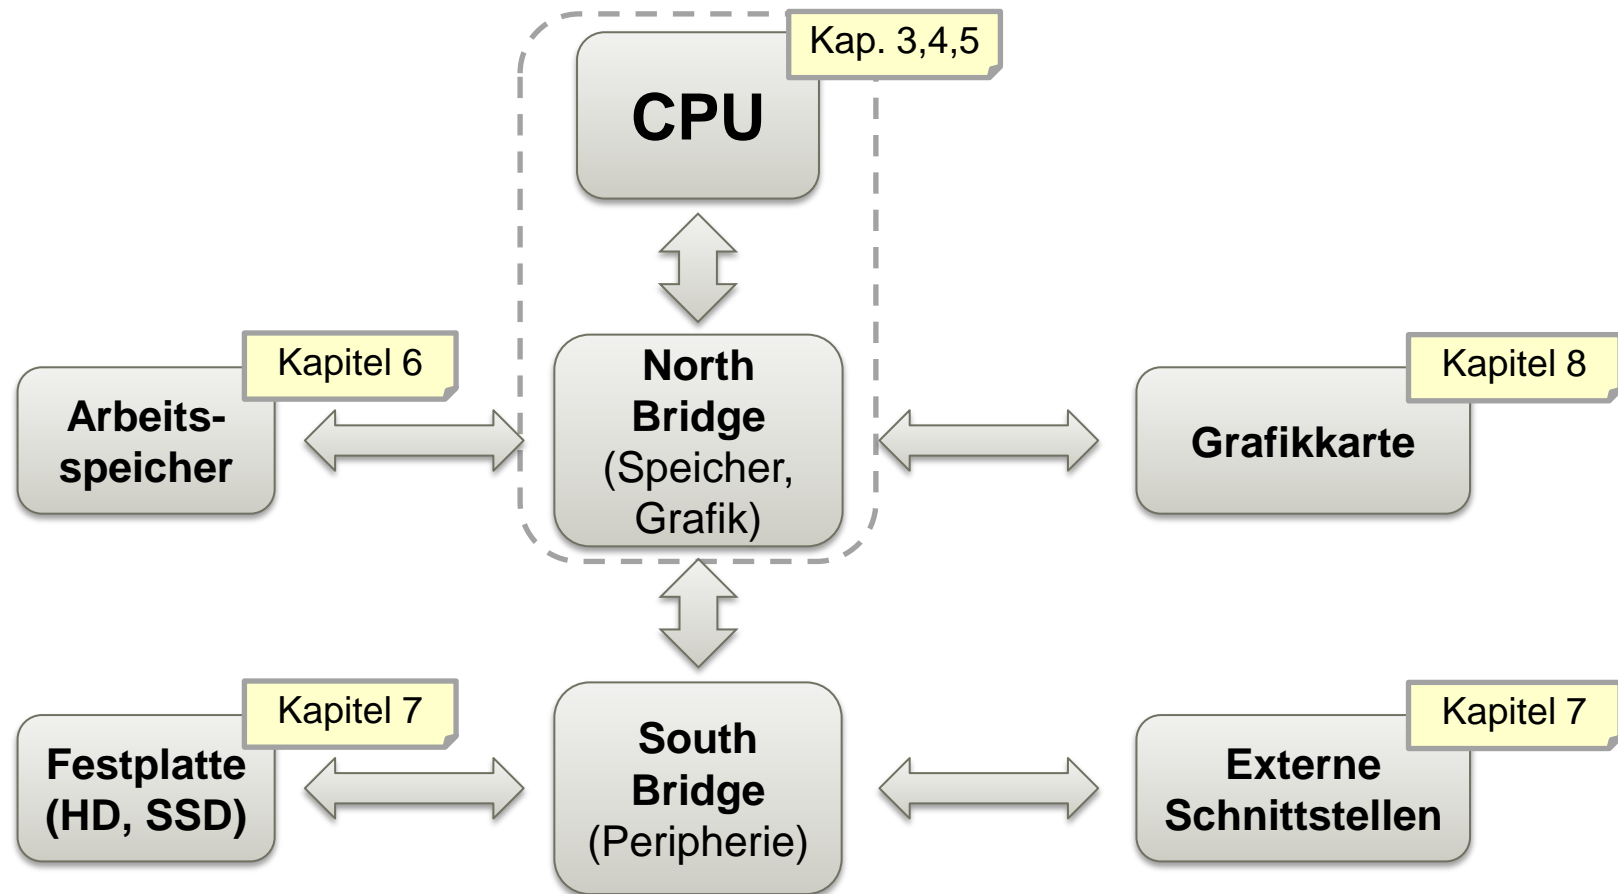 Kap. 3,4,5
CPU
Kapitel 6
Arbeits-
speicher
North
Bridge
(Speicher,
Grafik)
Kapitel 8
Grafikkarte
Kapitel 7
Festplatte
(HD, SSD)
South
Bridge
(Peripherie)
Kapitel 7
Externe
Schnittstellen